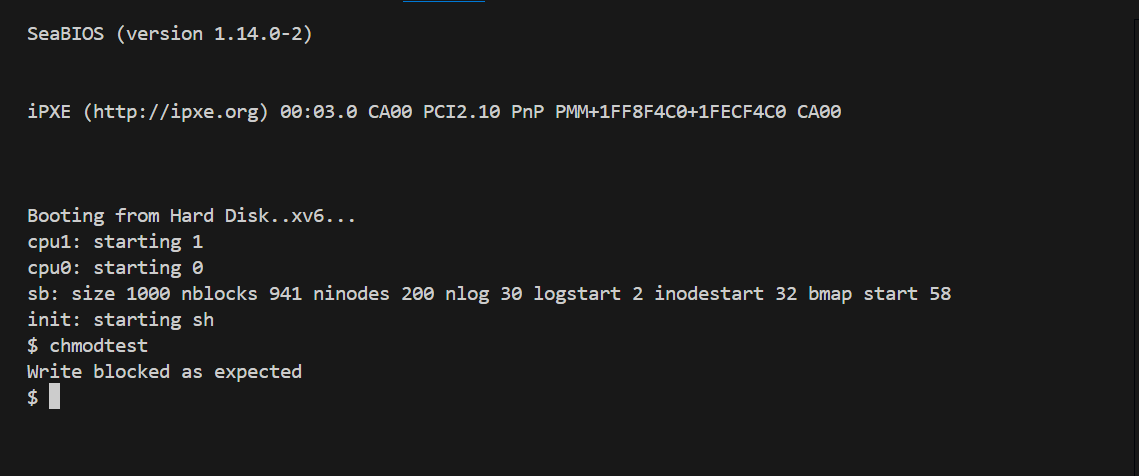 SeaBIOS (version 1.14.0-2)
iPXE (http://ipxe.org) 00:03.0 CA00 PCI2.10 PnP PMM+1FF8F4C0+1FECF4C0 CA00
Booting from Hard Disk..xv6...
cpu1: starting 1
cpu0: starting 0
sb: size 1000 nblocks 941 ninodes 200 nlog 30 logstart 2 inodestart 32 bmap start 58
init: starting sh
$ chmodtest
Write blocked as expected
$